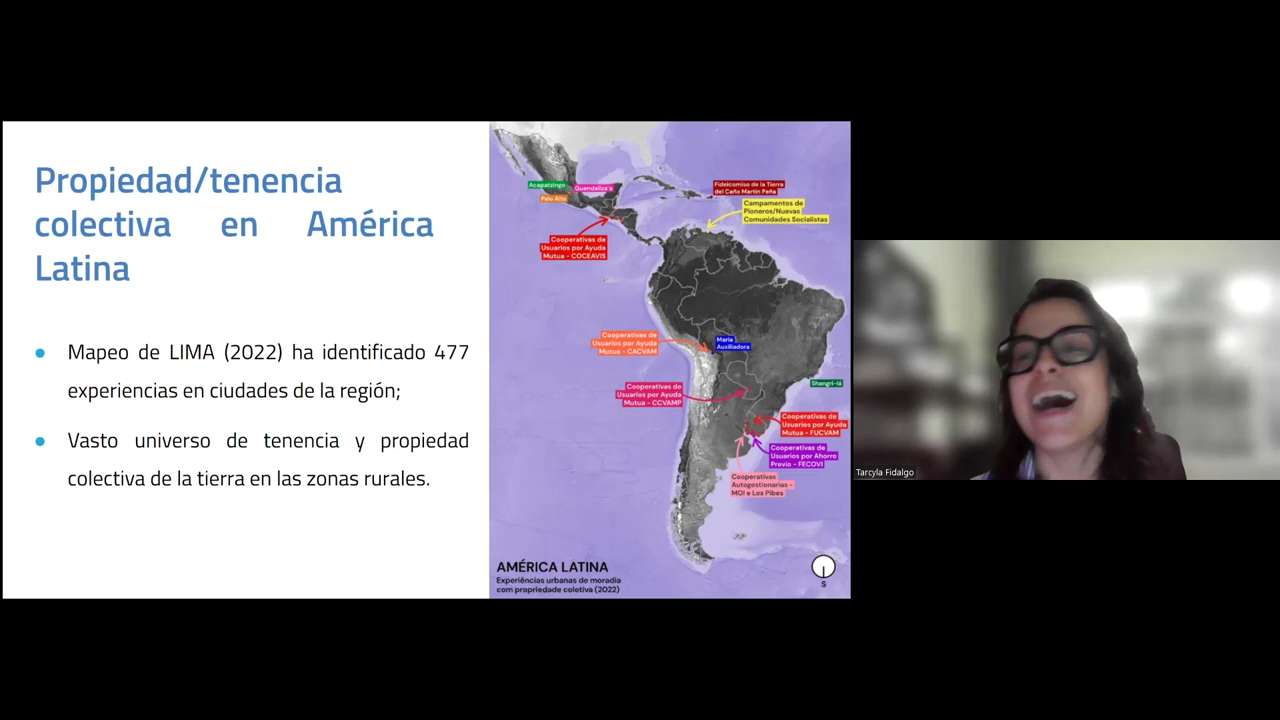 Propiedad/tenencia
colectiva en América
Latina
Mapeo de LIMA (2022) ha identificado 477
experiencias en ciudades de la región;
Vasto universo de tenencia y propiedad
colectiva de la tierra en las zonas rurales.
Acapatzingo
Guendaliza'a
Palo Alto
Fideicomiso de la Tierra
del Caño Martín Peña
Campamentos de
Pioneros/Nuevas
Comunidades Socialistas
Cooperativas de
Usuarios por Ayuda
Mutua - COCEAVIS
Cooperativas de
Usuarios por Ayuda
Mutua - CACVAM
Maria
Auxiliadora
Cooperativas de
Usuarios por Ayuda
Mutua - CCVAMP
Shangri-lá
Cooperativas de
Usuarios por Ayuda
Mutua - FUCVAM
Cooperativas de
Usuarios por Ahorro
Previo - FECOVI
Cooperativas
Autogestionarias -
MOI e Los Pibes
AMÉRICA LATINA
Experiências urbanas de moradia
com propriedade coletiva (2022)
S
Tarcyla Fidalgo